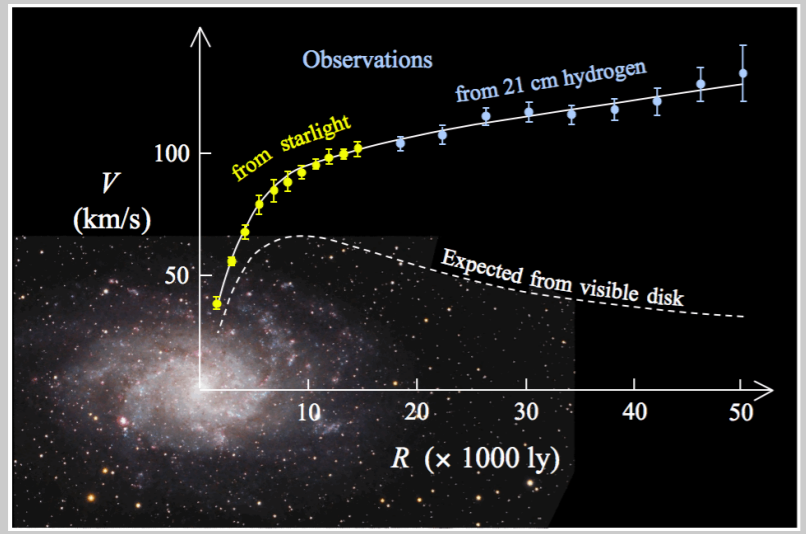 Observations
from 21 cm hydrogen
from starlight
100
V
(km/s)
50
Expected from visible disk
10 20 30 40 50
R (× 1000 ly)